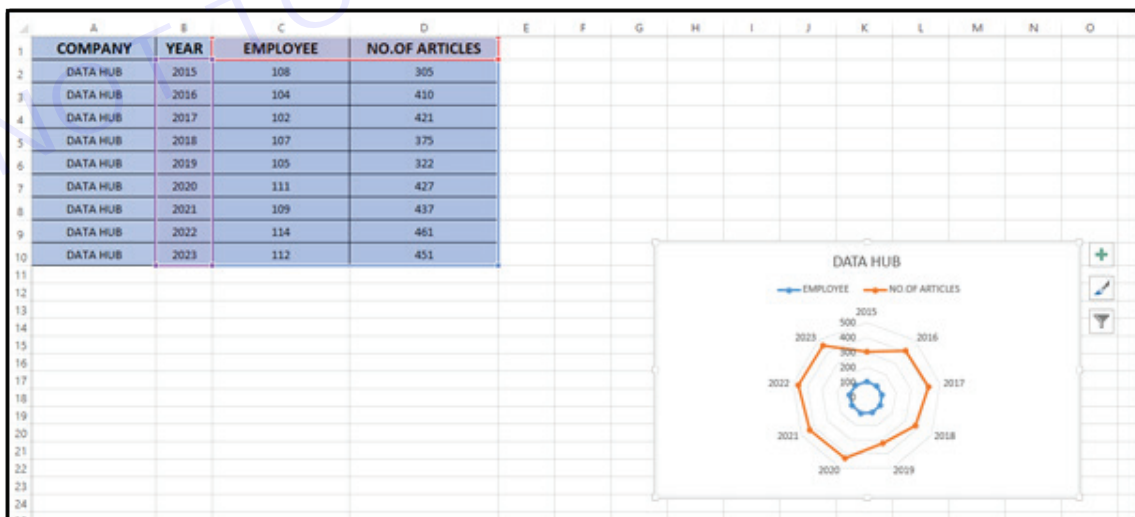 A B C D E F G H I J K L M N O
1 COMPANY YEAR EMPLOYEE NO.OF ARTICLES
2 DATA HUB 2015 108 305
3 DATA HUB 2016 104 410
4 DATA HUB 2017 102 421
5 DATA HUB 2018 107 375
6 DATA HUB 2019 105 322
7 DATA HUB 2020 111 427
8 DATA HUB 2021 109 437
9 DATA HUB 2022 114 461
10 DATA HUB 2023 112 451
11
12
13
14
15
16
17
18
19
20
21
22
23
24
DATA HUB
EMPLOYEE NO.OF ARTICLES
2015
500
2023 400 2016
300
200
2022 100 2017
0
2021 2018
2020 2019
NOT TO